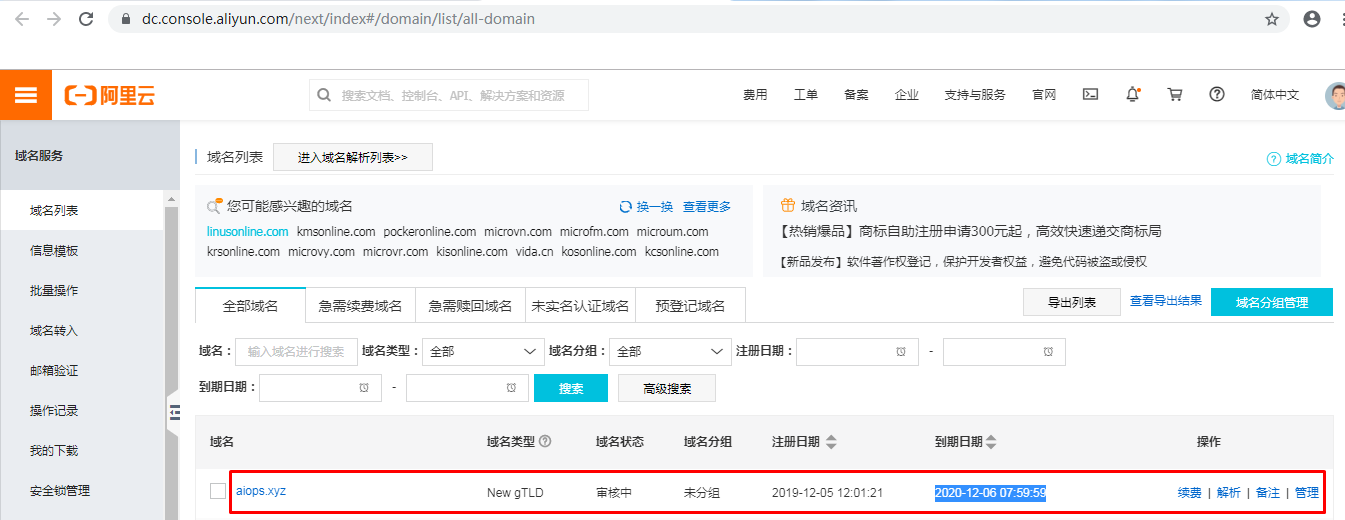 dc.console.aliyun.com/next/index#/domain/list/all-domain
阿里云
搜索文档、控制台、API、解决方案和资源
费用 工单 备案 企业 支持与服务 官网 简体中文
域名服务
域名列表
信息模板
批量操作
域名转入
邮箱验证
操作记录
我的下载
安全锁管理
域名列表 进入域名解析列表>> 域名简介
您可能感兴趣的域名 换一换 查看更多
linusonline.com kmsonline.com pockeronline.com microvn.com microfm.com microum.com
krsonline.com microvy.com microvr.com kisonline.com vida.cn kosonline.com kcsonline.com
域名资讯
【热销爆品】商标自助注册申请300元起，高效快速递交商标局
【新品发布】软件著作权登记，保护开发者权益，避免代码被盗或侵权
全部域名 急需续费域名 急需赎回域名 未实名认证域名 预登记域名 导出列表 查看导出结果 域名分组管理
域名： 输入域名进行搜索 域名类型： 全部 域名分组： 全部 注册日期： -
到期日期： - 搜索 高级搜索
域名 域名类型 域名状态 域名分组 注册日期 到期日期 操作
aiops.xyz New gTLD 审核中 未分组 2019-12-05 12:01:21 2020-12-06 07:59:59 续费 | 解析 | 备注 | 管理